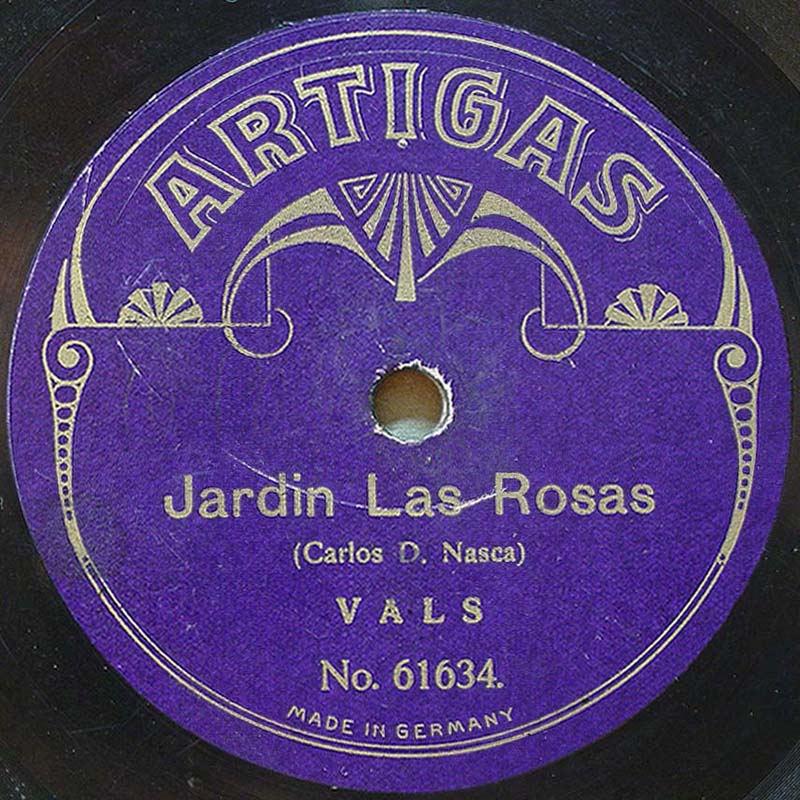 ARTIGAS
Jardin Las Rosas
(Carlos D. Nasca)
VALS
No. 61634.
MADE IN GERMANY